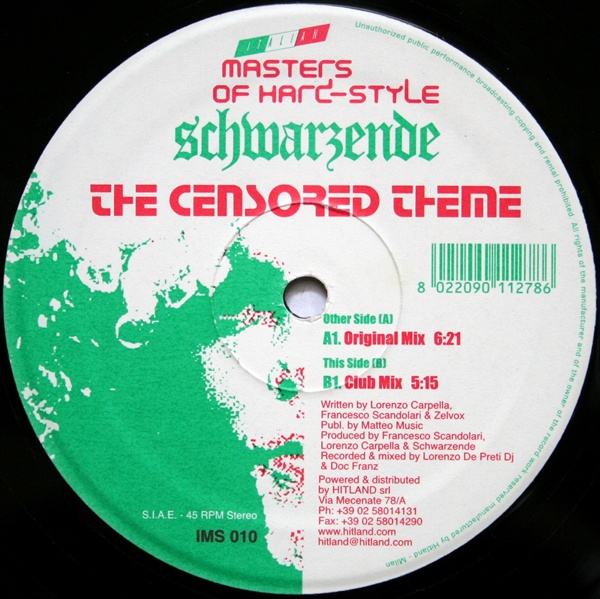 ITALIAN
MASTERS
OF HARD-STYLE
schwarzende
THE CENSORED THEME
8 022090 112786
Other Side (A)
A1. Original Mix 6:21
This Side (B)
B1. Club Mix 5:15
Written by Lorenzo Carpella,
Francesco Scandolari & Zelvox
Publ. by Matteo Music
Produced by Francesco Scandolari,
Lorenzo Carpella & Schwarzende
Recorded & mixed by Lorenzo De Preti Dj
& Doc Franz
Powered & distributed
by HITLAND srl
Via Mecenate 78/A
Ph: +39 02 58014131
Fax: +39 02 58014290
www.hitland.com
hitland@hitland.com
S.I.A.E. - 45 RPM Stereo
IMS 010
Unauthorized public performance broadcasting copying and rental prohibited. All rights of the manufacturer and of the owner of the record work reserved manufactured by Hitland - Milan